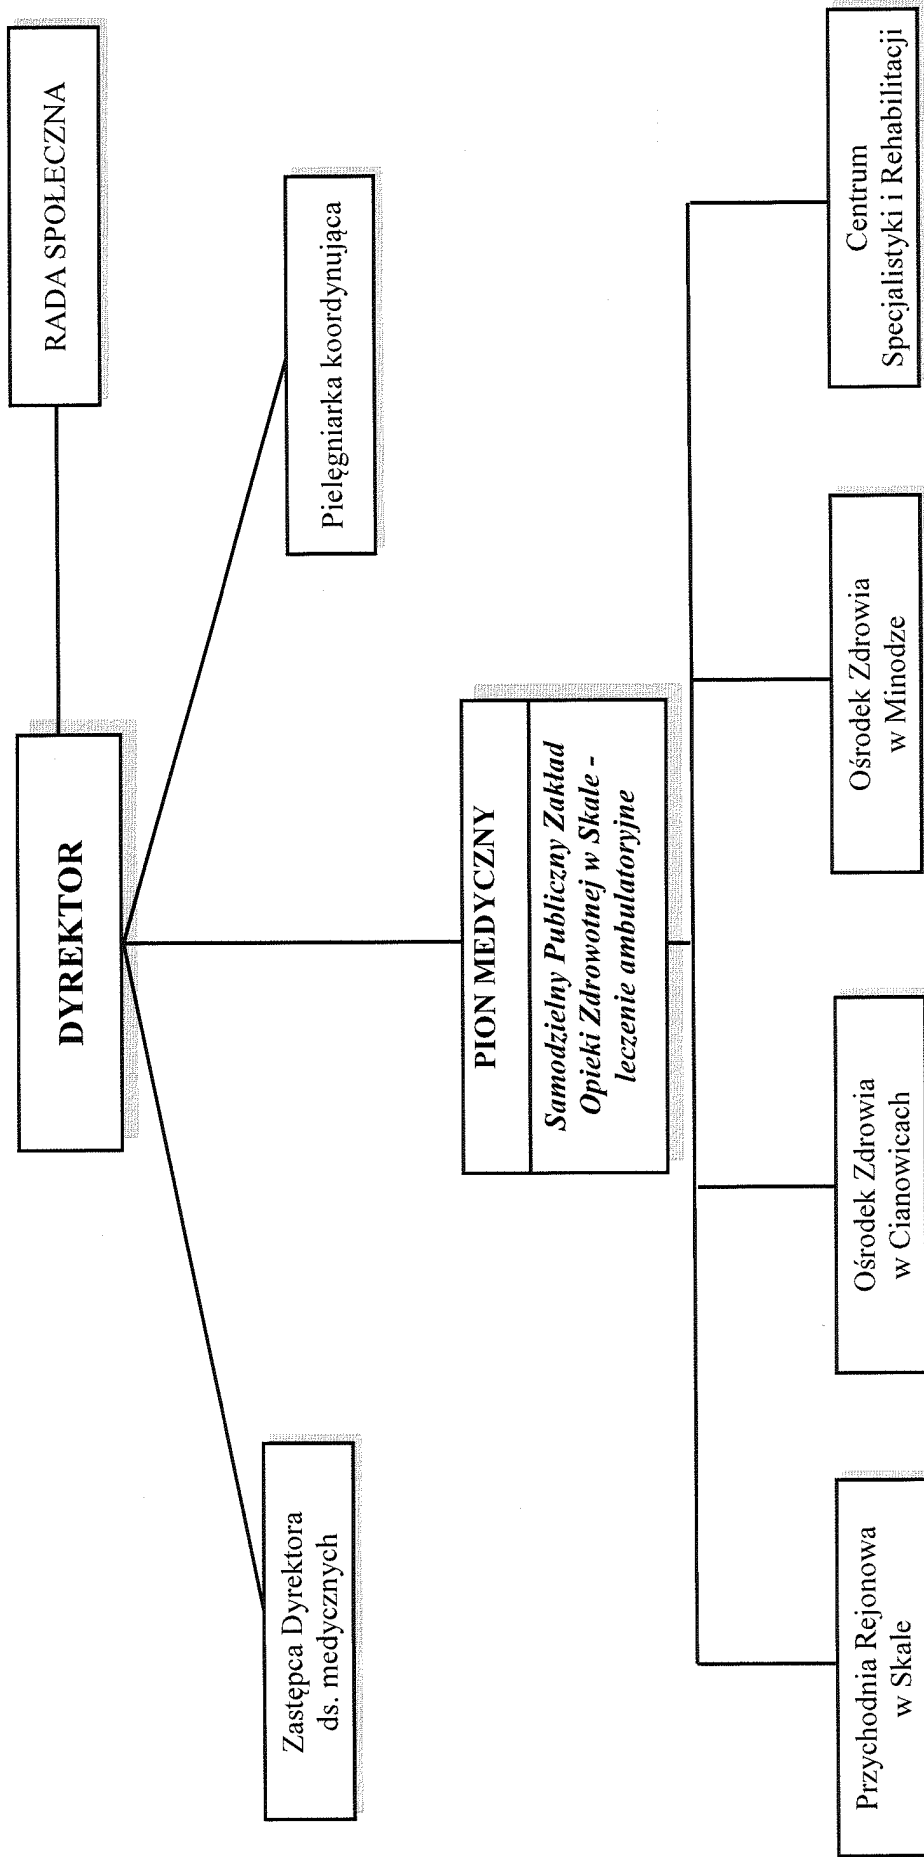 RADA SPOŁECZNA
DYREKTOR
Zastępca Dyrektora
ds. medycznych
Pielęgniarka koordynująca
PION MEDYCZNY
Samodzielny Publiczny Zakład
Opieki Zdrowotnej w Skale -
leczenie ambulatoryjne
Przychodnia Rejonowa
w Skale
Ośrodek Zdrowia
w Cianowicach
Ośrodek Zdrowia
w Minodze
Centrum
Specjalistyki i Rehabilitacji